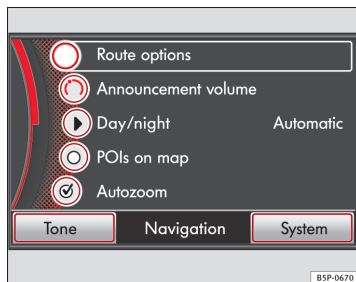 Route options
Announcement volume
Day/night Automatic
POIs on map
Autozoom
Tone Navigation System
B5P-0670